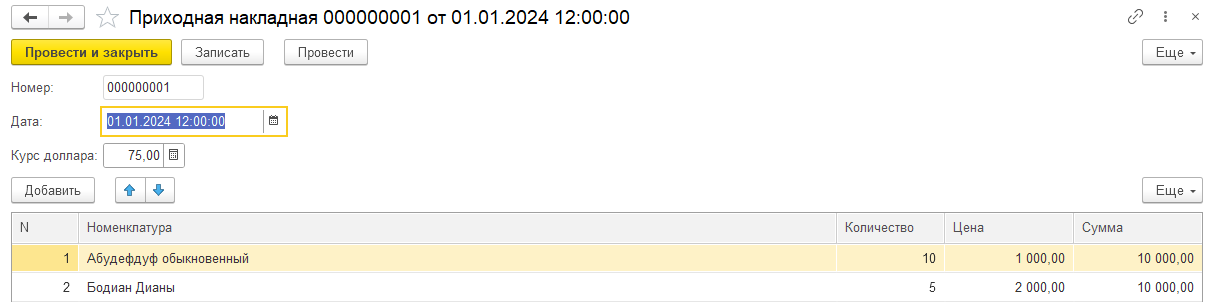 Приходная накладная 000000001 от 01.01.2024 12:00:00
Провести и закрыть Записать Провести Еще
Номер: 000000001
Дата: 01.01.2024 12:00:00
Курс доллара: 75,00
Добавить Еще
N Номенклатура Количество Цена Сумма
1 Абудефдуф обыкновенный 10 1 000,00 10 000,00
2 Бодиан Дианы 5 2 000,00 10 000,00